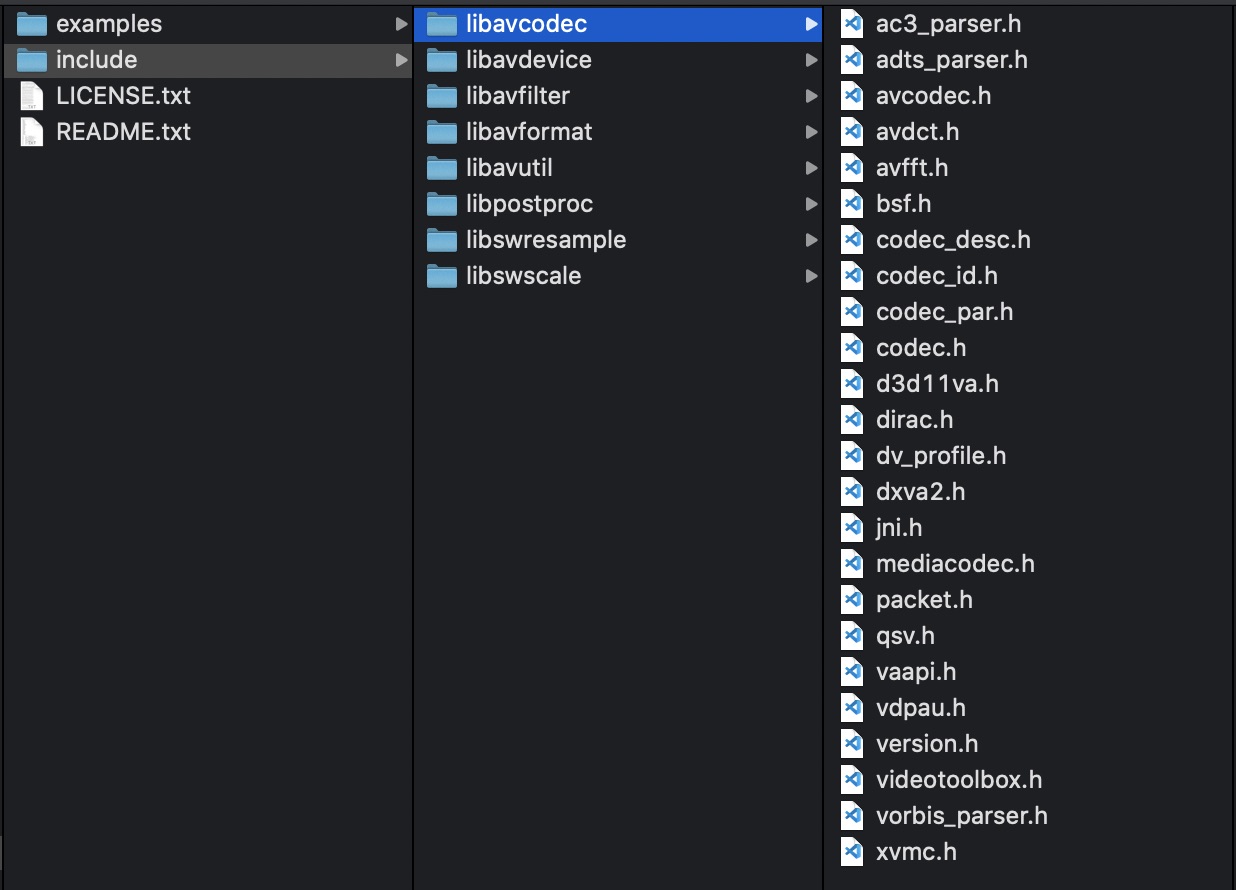 examples
include
LICENSE.txt
README.txt
libavcodec
libavdevice
libavfilter
libavformat
libavutil
libpostproc
libswresample
libswscale
ac3_parser.h
adts_parser.h
avcodec.h
avdct.h
avfft.h
bsf.h
codec_desc.h
codec_id.h
codec_par.h
codec.h
d3d11va.h
dirac.h
dv_profile.h
dxva2.h
jni.h
mediacodec.h
packet.h
qsv.h
vaapi.h
vdpau.h
version.h
videotoolbox.h
vorbis_parser.h
xvmc.h